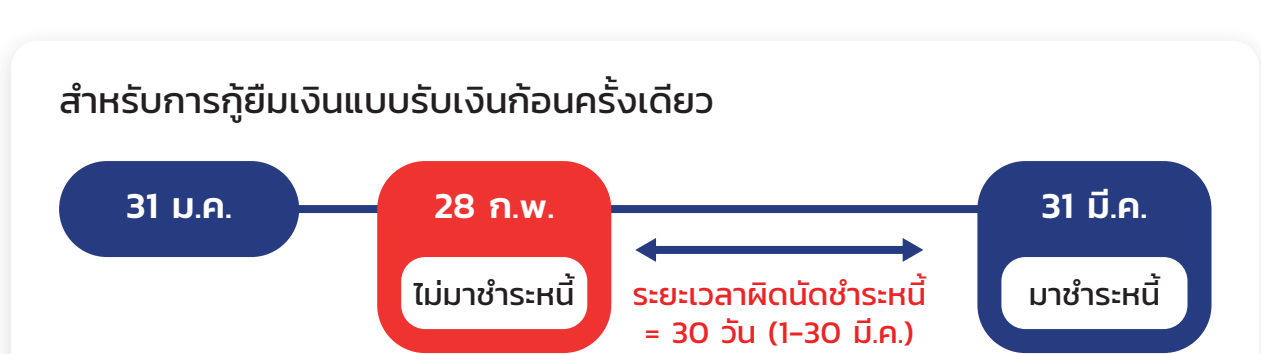 สำหรับการกู้ยืมเงินแบบรับเงินก้อนครั้งเดียว
31 ม.ค.
28 ก.พ.
31 มี.ค.
ไม่มาชำระหนี้
ระยะเวลาผิดนัดชำระหนี้
= 30 วัน (1-30 มี.ค.)
มาชำระหนี้